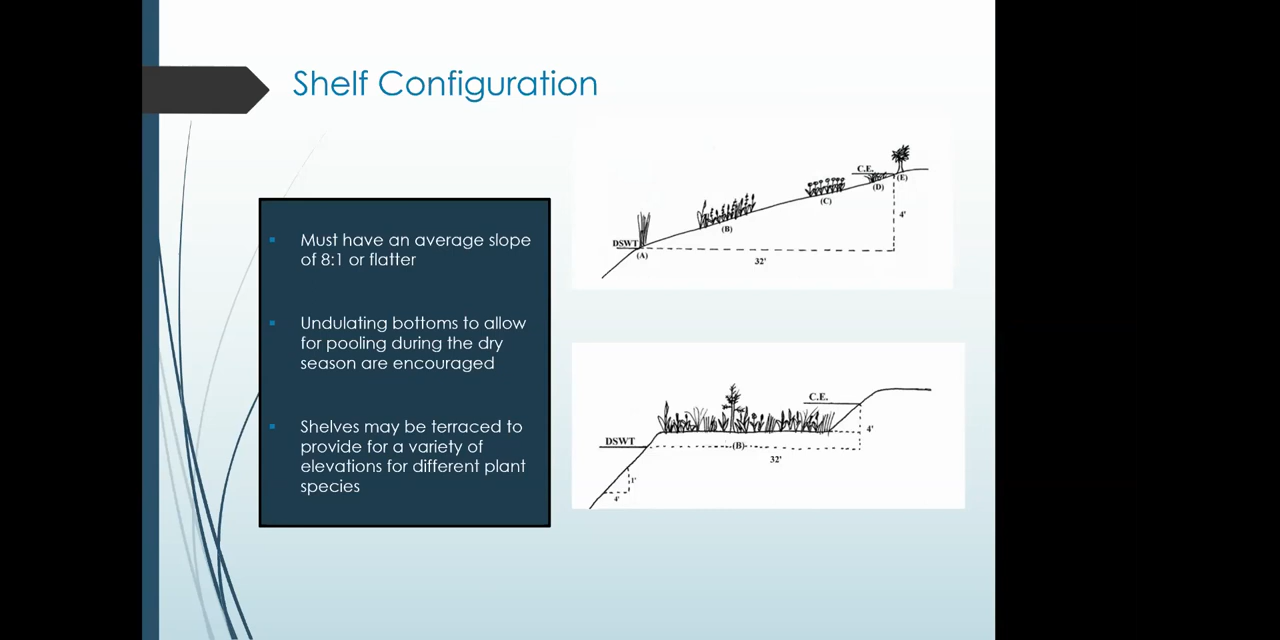 Shelf Configuration
Must have an average slope
of 8:1 or flatter
Undulating bottoms to allow
for pooling during the dry
season are encouraged
Shelves may be terraced to
provide for a variety of
elevations for different plant
species
C.E.
(E)
(D)
(C)
(B)
DSWT
(A)
4'
32'
C.E.
4'
DSWT
(B)
32'
1'
4'